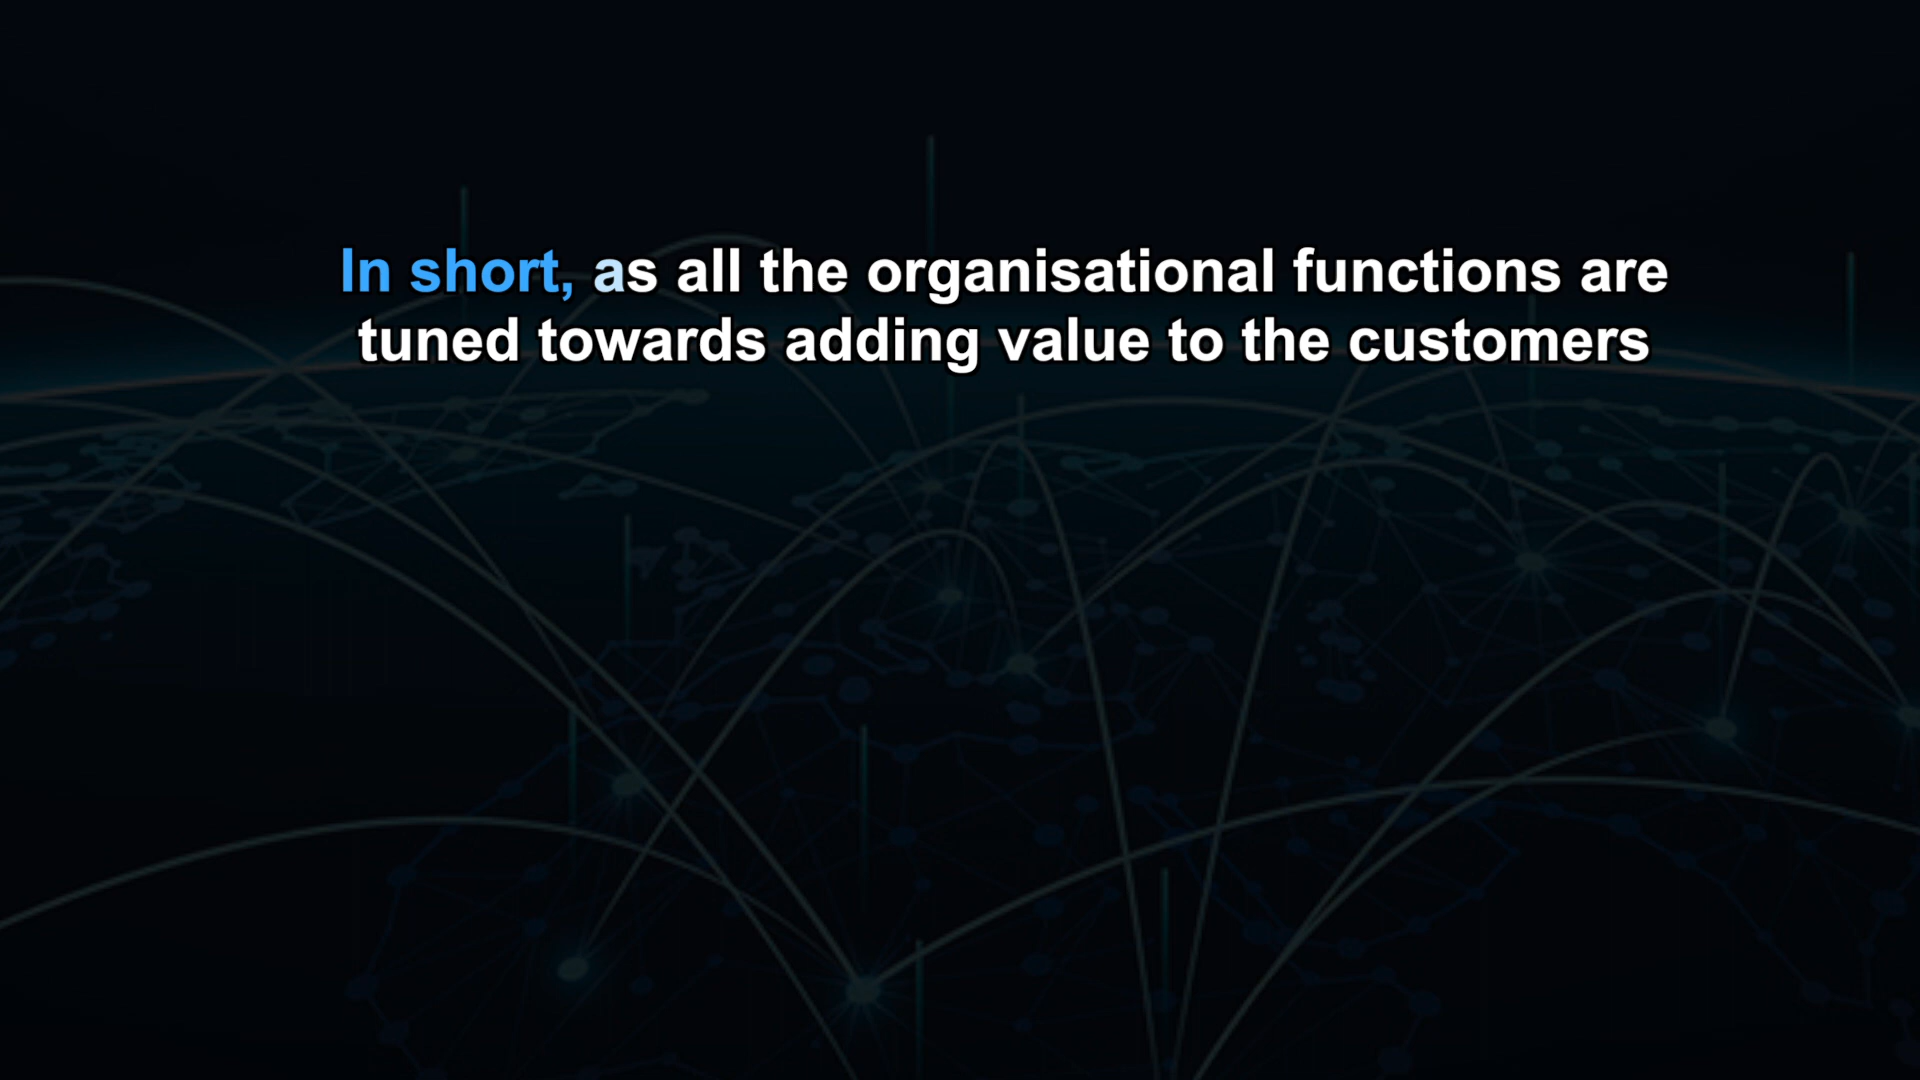 In short, as all the organisational functions are
tuned towards adding value to the customers